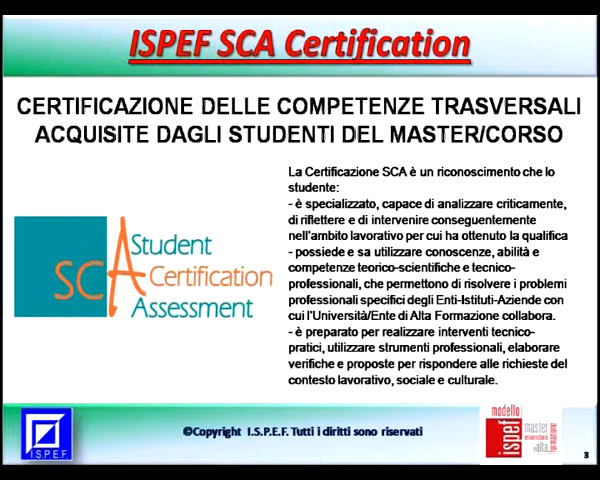 ISPEF SCA Certification
CERTIFICAZIONE DELLE COMPETENZE TRASVERSALI
ACQUISITE DAGLI STUDENTI DEL MASTER/CORSO
La Certificazione SCA è un riconoscimento che lo
studente:
- è specializzato, capace di analizzare criticamente,
di riflettere e di intervenire conseguentemente
nell'ambito lavorativo per cui ha ottenuto la qualifica
- possiede e sa utilizzare conoscenze, abilità e
competenze teorico-scientifiche e tecnico-
professionali, che permettono di risolvere i problemi
professionali specifici degli Enti-Istituti-Aziende con
cui l'Università/Ente di Alta Formazione collabora.
- è preparato per realizzare interventi tecnico-
pratici, utilizzare strumenti professionali, elaborare
verifiche e proposte per rispondere alle richieste del
contesto lavorativo, sociale e culturale.
SCA
Student
Certification
Assessment
I.S.P.E.F
©Copyright I.S.P.E.F. Tutti i diritti sono riservati
modello
ispef
master
universitario
alta
formazione
3